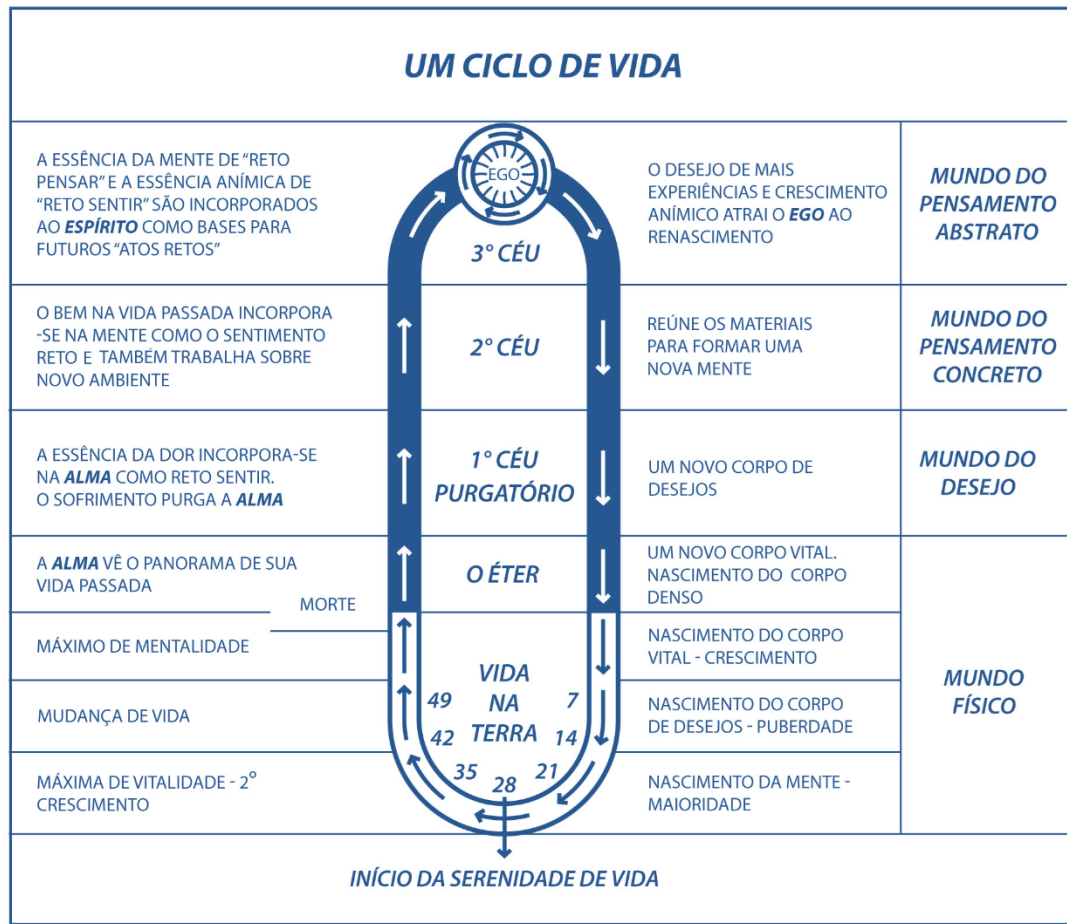 UM CICLO DE VIDA
A ESSÊNCIA DA MENTE DE "RETO
PENSAR" E A ESSÊNCIA ANÍMICA DE
"RETO SENTIR" SÃO INCORPORADOS
AO ESPÍRITO COMO BASES PARA
FUTUROS "ATOS RETOS"
EGO
3° CÉU
O DESEJO DE MAIS
EXPERIÊNCIAS E CRESCIMENTO
ANÍMICO ATRAI O EGO AO
RENASCIMENTO
MUNDO DO
PENSAMENTO
ABSTRATO
O BEM NA VIDA PASSADA INCORPORA
-SE NA MENTE COMO O SENTIMENTO
RETO E TAMBÉM TRABALHA SOBRE
NOVO AMBIENTE
2° CÉU
REÚNE OS MATERIAIS
PARA FORMAR UMA
NOVA MENTE
MUNDO DO
PENSAMENTO
CONCRETO
A ESSÊNCIA DA DOR INCORPORA-SE
NA ALMA COMO RETO SENTIR.
O SOFRIMENTO PURGA A ALMA
1° CÉU
PURGATÓRIO
UM NOVO CORPO DE
DESEJOS
MUNDO DO
DESEJO
A ALMA VÊ O PANORAMA DE SUA
VIDA PASSADA
MORTE
O ÉTER
UM NOVO CORPO VITAL.
NASCIMENTO DO CORPO
DENSO
MÁXIMO DE MENTALIDADE
NASCIMENTO DO CORPO
VITAL - CRESCIMENTO
MUNDO
FÍSICO
VIDA
NA
TERRA
49
7
MUDANÇA DE VIDA
42
14
NASCIMENTO DO CORPO
DE DESEJOS - PUBERDADE
MÁXIMA DE VITALIDADE - 2°
CRESCIMENTO
35
28
21
NASCIMENTO DA MENTE -
MAIORIDADE
INÍCIO DA SERENIDADE DE VIDA